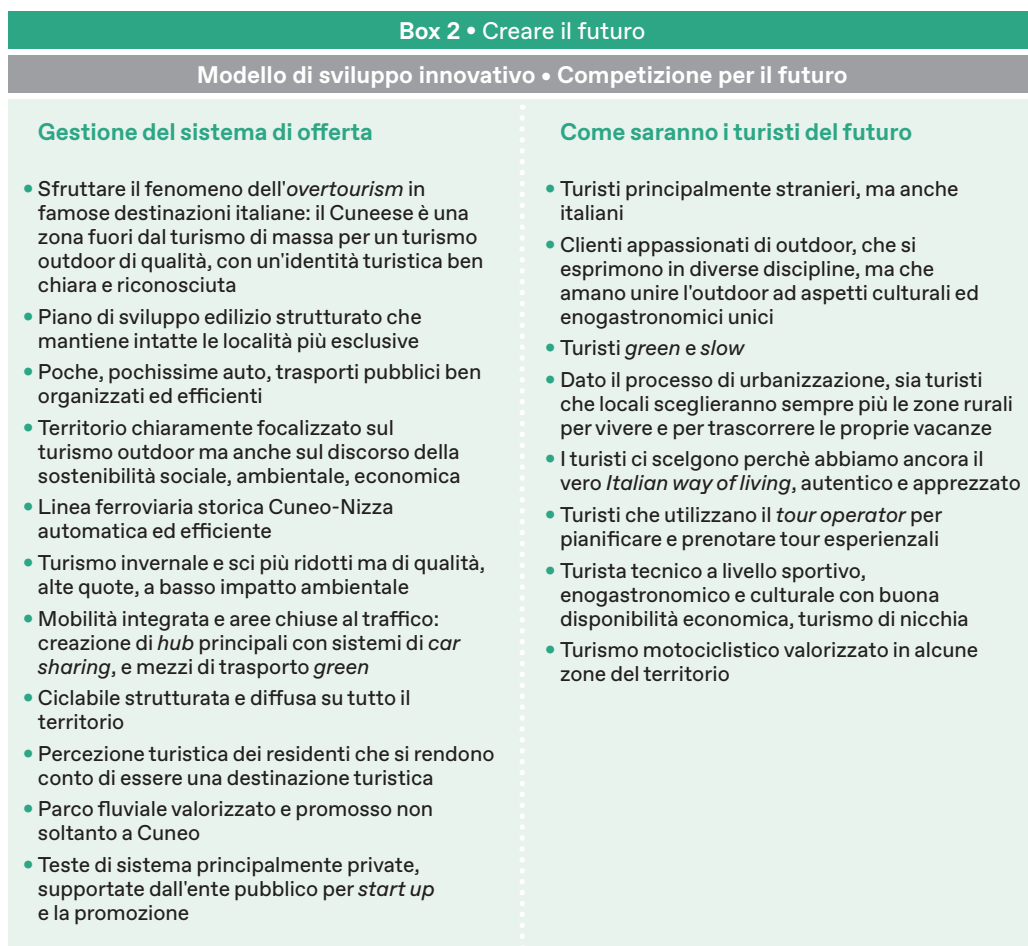 Box 2 • Creare il futuro
Modello di sviluppo innovativo • Competizione per il futuro
Gestione del sistema di offerta
• Sfruttare il fenomeno dell'overtourism in
famose destinazioni italiane: il Cuneese è una
zona fuori dal turismo di massa per un turismo
outdoor di qualità, con un'identità turistica ben
chiara e riconosciuta
• Piano di sviluppo edilizio strutturato che
mantiene intatte le località più esclusive
• Poche, pochissime auto, trasporti pubblici ben
organizzati ed efficienti
• Territorio chiaramente focalizzato sul
turismo outdoor ma anche sul discorso della
sostenibilità sociale, ambientale, economica
• Linea ferroviaria storica Cuneo-Nizza
automatica ed efficiente
• Turismo invernale e sci più ridotti ma di qualità,
alte quote, a basso impatto ambientale
• Mobilità integrata e aree chiuse al traffico:
creazione di hub principali con sistemi di car
sharing, e mezzi di trasporto green
• Ciclabile strutturata e diffusa su tutto il
territorio
• Percezione turistica dei residenti che si rendono
conto di essere una destinazione turistica
• Parco fluviale valorizzato e promosso non
soltanto a Cuneo
• Teste di sistema principalmente private,
supportate dall'ente pubblico per start up
e la promozione
Come saranno i turisti del futuro
• Turisti principalmente stranieri, ma anche
italiani
• Clienti appassionati di outdoor, che si
esprimono in diverse discipline, ma che
amano unire l'outdoor ad aspetti culturali ed
enogastronomici unici
• Turisti green e slow
• Dato il processo di urbanizzazione, sia turisti
che locali sceglieranno sempre più le zone rurali
per vivere e per trascorrere le proprie vacanze
• I turisti ci scelgono perchè abbiamo ancora il
vero Italian way of living, autentico e apprezzato
• Turisti che utilizzano il tour operator per
pianificare e prenotare tour esperienzali
• Turista tecnico a livello sportivo,
enogastronomico e culturale con buona
disponibilità economica, turismo di nicchia
• Turismo motociclistico valorizzato in alcune
zone del territorio